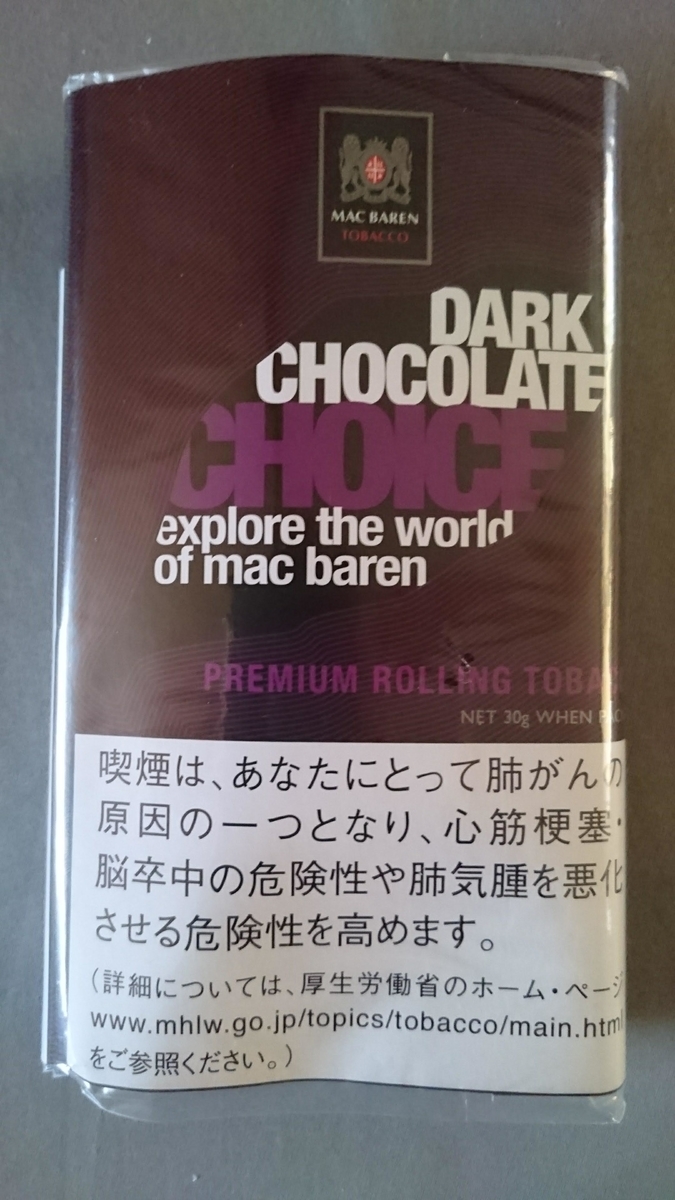 MAC BAREN
TOBACCO
DARK
CHOCOLATE
CHOICE
explore the world
of mac baren
PREMIUM ROLLING
NET 30g WHEN
喫煙は、あなたにとって肺がんの
原因の一つとなり、心筋梗塞・
脳卒中の危険性や肺気腫を悪化
させる危険性を高めます。
(詳細については、厚生労働省のホーム・ページ
www.mhlw.go.jp/topics/tobacco/main.html
をご参照ください。)